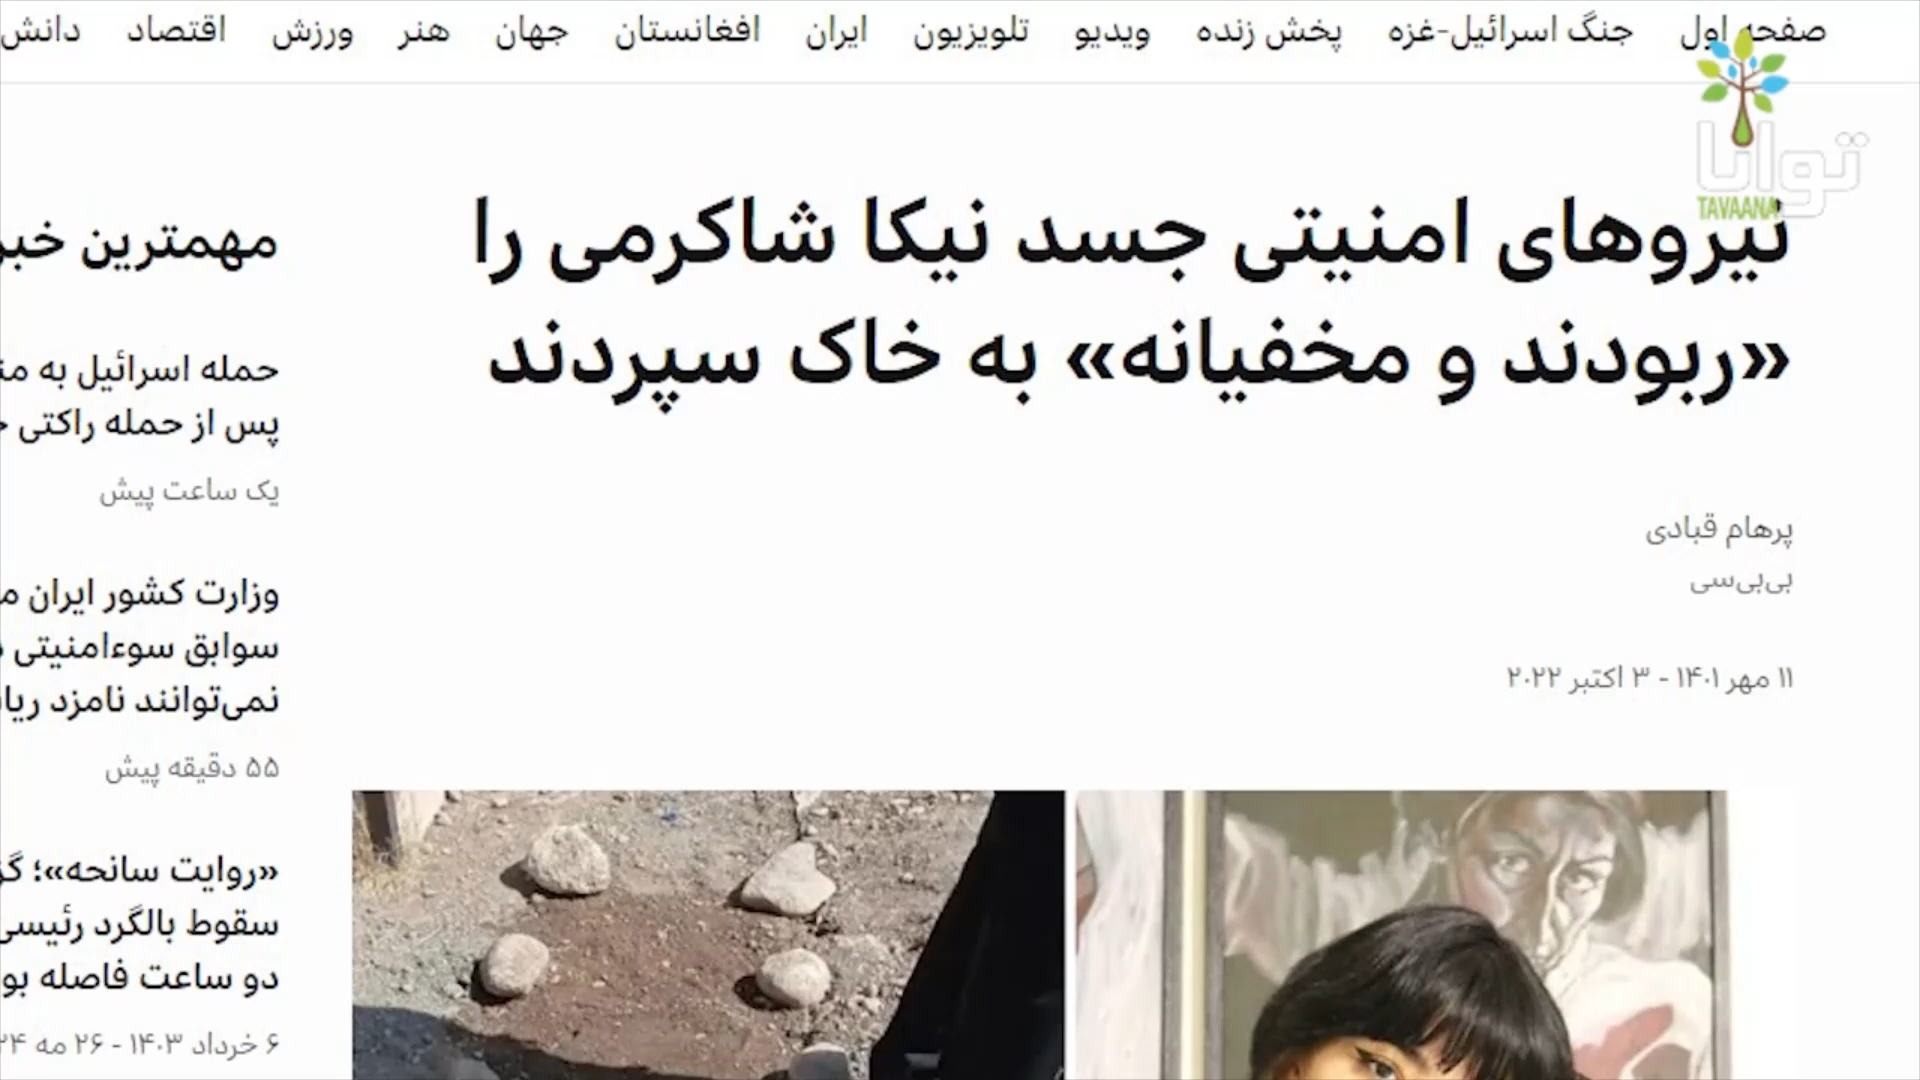 صفحه اول جنگ اسرائیل-غزه پخش زنده ویدیو تلویزیون ایران افغانستان جهان هنر ورزش اقتصاد دانش
توانا
TAVAANA
نیروهای امنیتی جسد نیکا شاکرمی را
«ربودند و مخفیانه» به خاک سپردند
پرهام قبادی
بی‌بی‌سی
۱۱ مهر ۱۴۰۱ - ۳ اکتبر ۲۰۲۲
مهمترین خبر
حمله اسرائیل به
پس از حمله راکتی
یک ساعت پیش
وزارت کشور ایران
سوابق سوءامنیتی
نمی‌توانند نامزد
۵۵ دقیقه پیش
«روایت سانحه»؛
سقوط بالگرد رئیسی
دو ساعت فاصله
۶ خرداد ۱۴۰۳ - ۲۶ مه